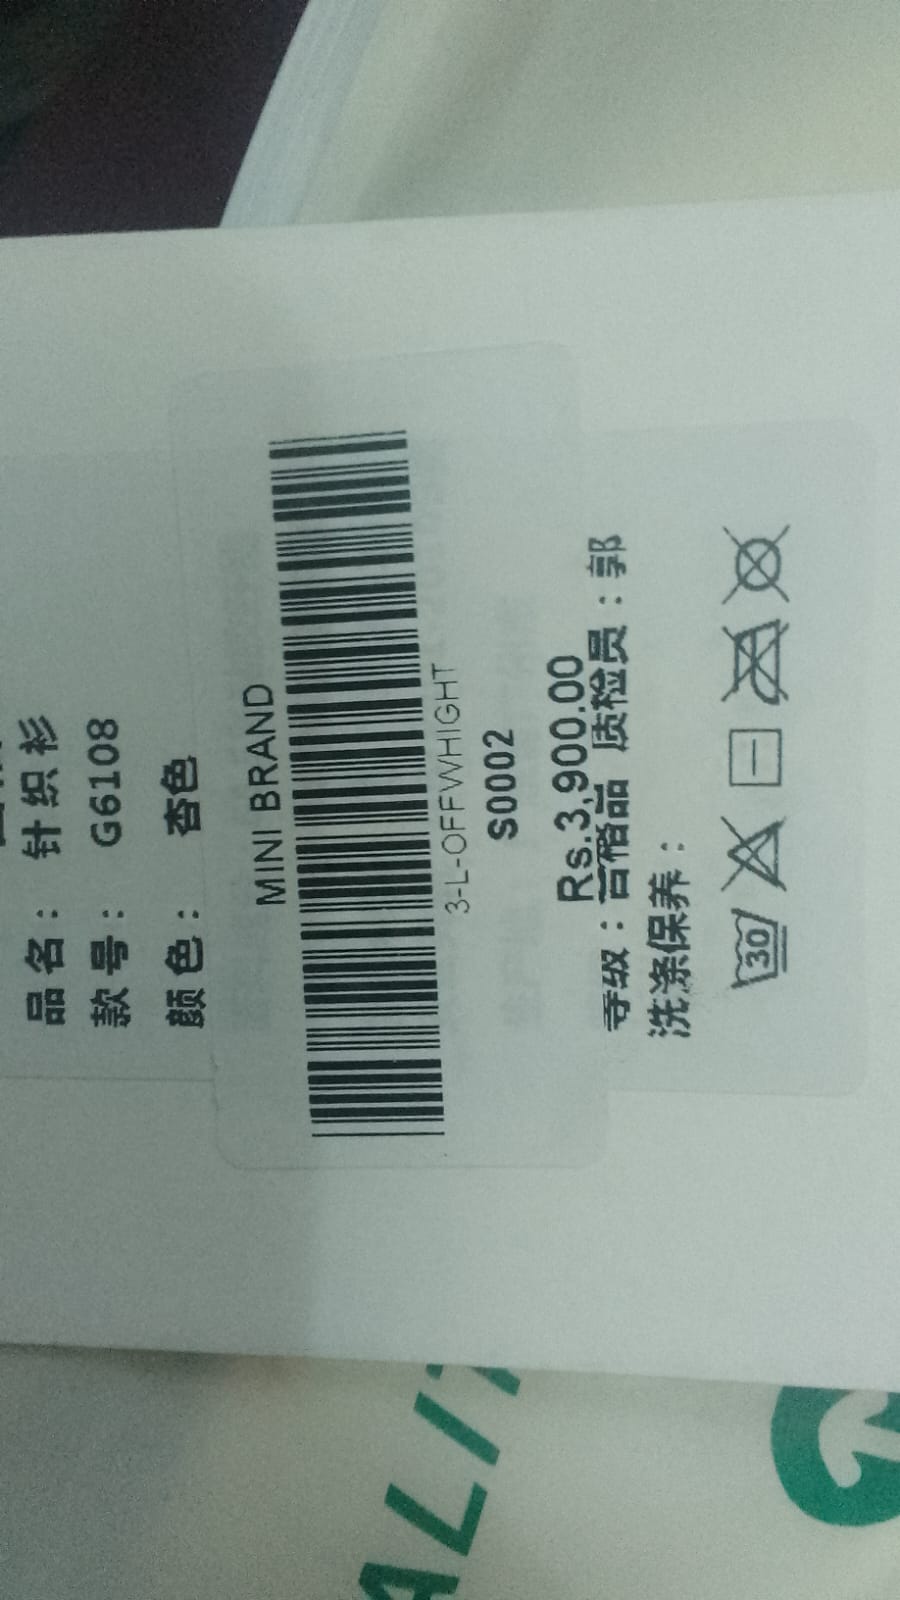 品名： 针织衫
款号： G6108
颜色： 杏色
MINI BRAND
3-L-OFFWHIGHT
S0002
Rs.3,900.00
等级：合格品 质检员：郭
洗涤保养：
30